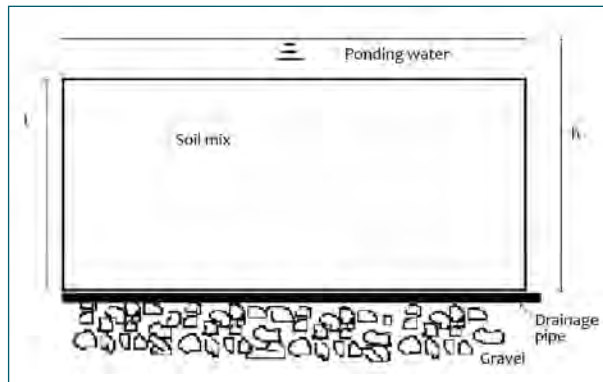 Ponding water
Soil mix
h
Drainage
pipe
Gravel